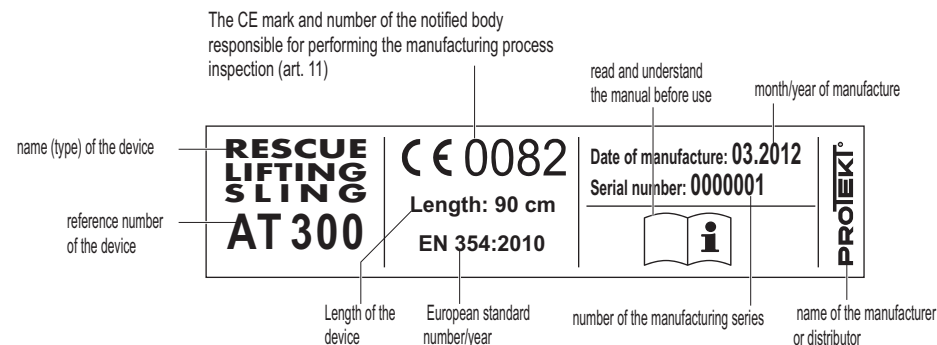 The CE mark and number of the notified body
responsible for performing the manufacturing process
inspection (art. 11)
read and understand
the manual before use
month/year of manufacture
name (type) of the device
reference number
of the device
RESCUE
LIFTING
SLING
AT 300
CE 0082
Length: 90 cm
EN 354:2010
Date of manufacture: 03.2012
Serial number: 0000001
i
PROTEKT
Length of the
device
European standard
number/year
number of the manufacturing series
name of the manufacturer
or distributor